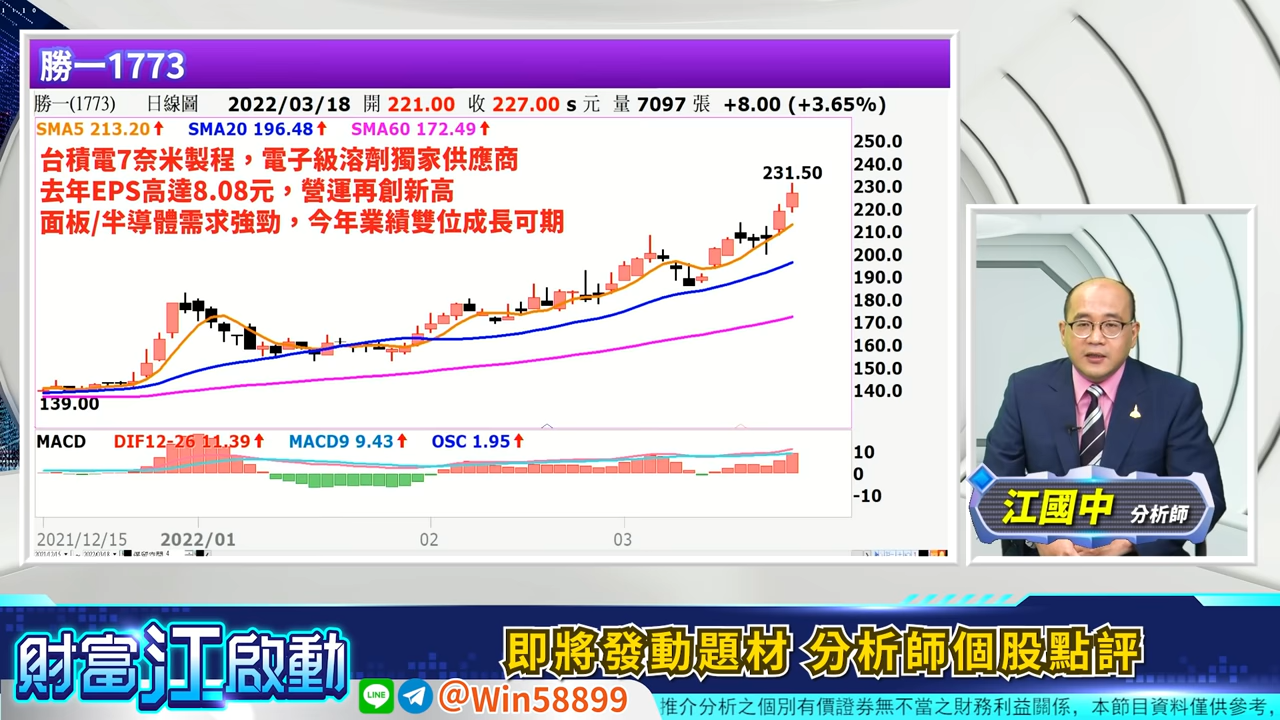 勝一1773
勝一(1773) 日線圖 2022/03/18 開 221.00 收 227.00 s 元 量 7097 張 +8.00 (+3.65%)
SMA5 213.20 SMA20 196.48 SMA60 172.49
台積電7奈米製程，電子級溶劑獨家供應商
去年EPS高達8.08元，營運再創新高
面板/半導體需求強勁，今年業績雙位成長可期
231.50
139.00
250.0
240.0
230.0
220.0
210.0
200.0
190.0
180.0
170.0
160.0
150.0
140.0
MACD DIF12-26 11.39 MACD9 9.43 OSC 1.95
10
0
-10
2021/12/15 2022/01 02 03
江國中 分析師
財富江啟動
即將發動題材 分析師個股點評
LINE @Win58899
推介分析之個別有價證券無不當之財務利益關係，本節目資料僅供參考，